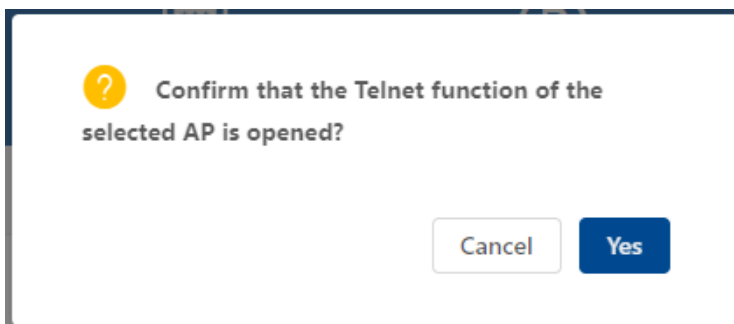 Confirm that the Telnet function of the
selected AP is opened?
Cancel
Yes